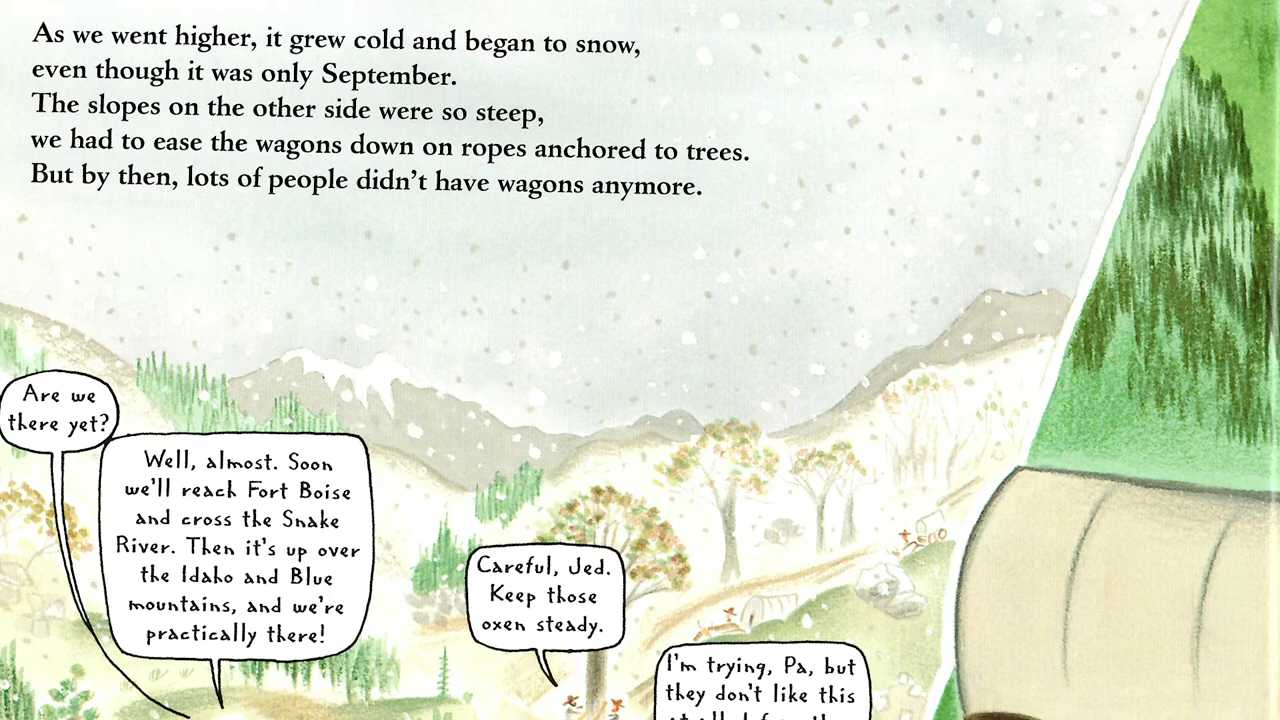 As we went higher, it grew cold and began to snow,
even though it was only September.
The slopes on the other side were so steep,
we had to ease the wagons down on ropes anchored to trees.
But by then, lots of people didn't have wagons anymore.
Are we
there yet?
Well, almost. Soon
we'll reach Fort Boise
and cross the Snake
River. Then it's up over
the Idaho and Blue
mountains, and we're
practically there!
Careful, Jed.
Keep those
oxen steady.
I'm trying, Pa, but
they don't like this